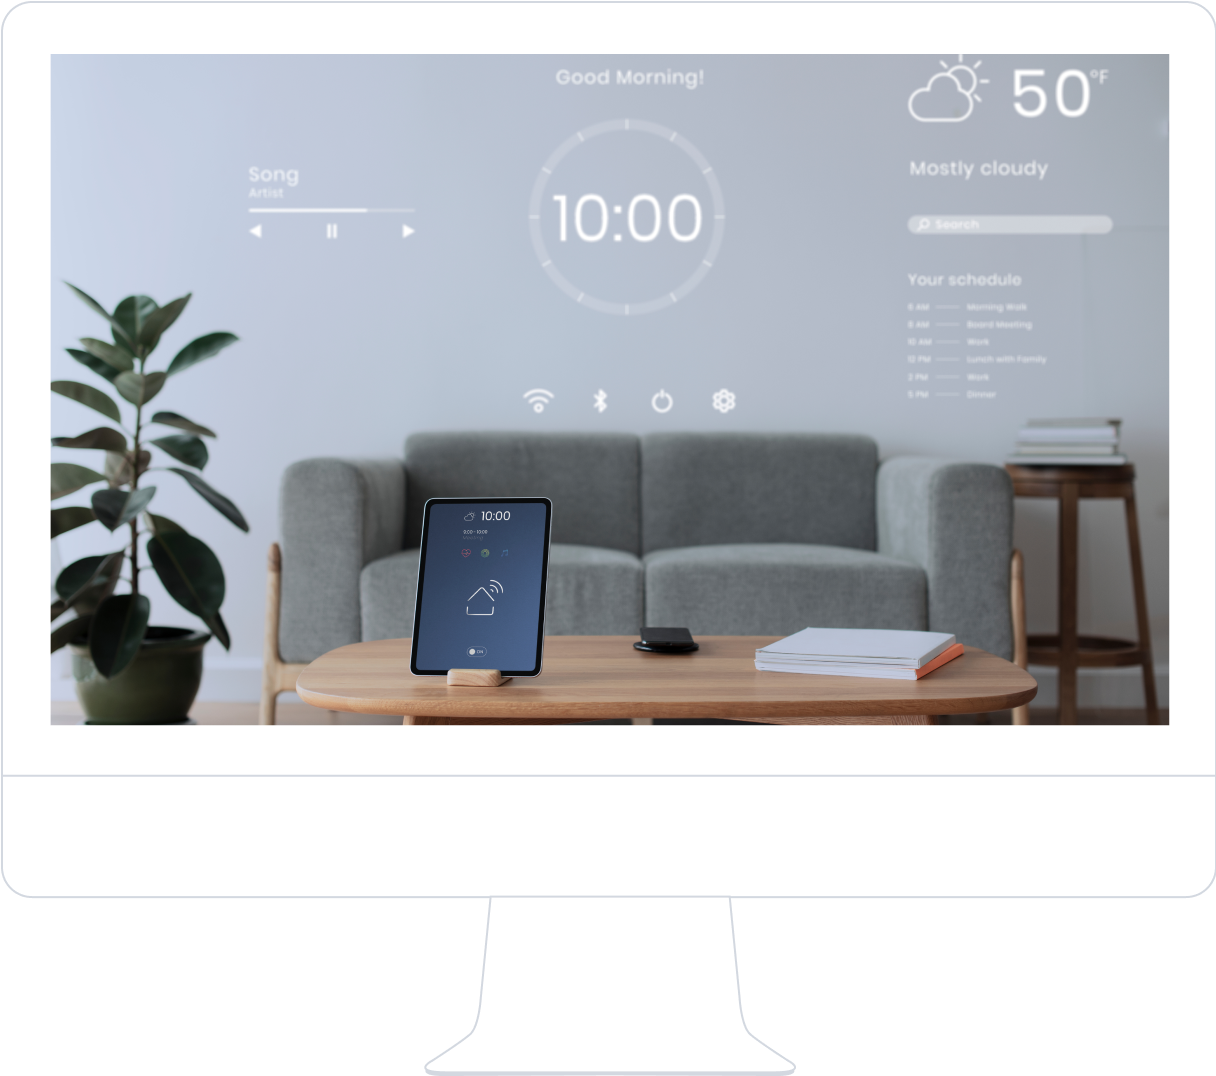 Good Morning!
50°F
Song
Artist
10:00
Mostly cloudy
Search
Your schedule
6 AM Morning Walk
9 AM Board Meeting
10 AM Work
12 PM Lunch with Family
2 PM Work
5 PM Dinner
10:00
9:00 - 10:00
ON